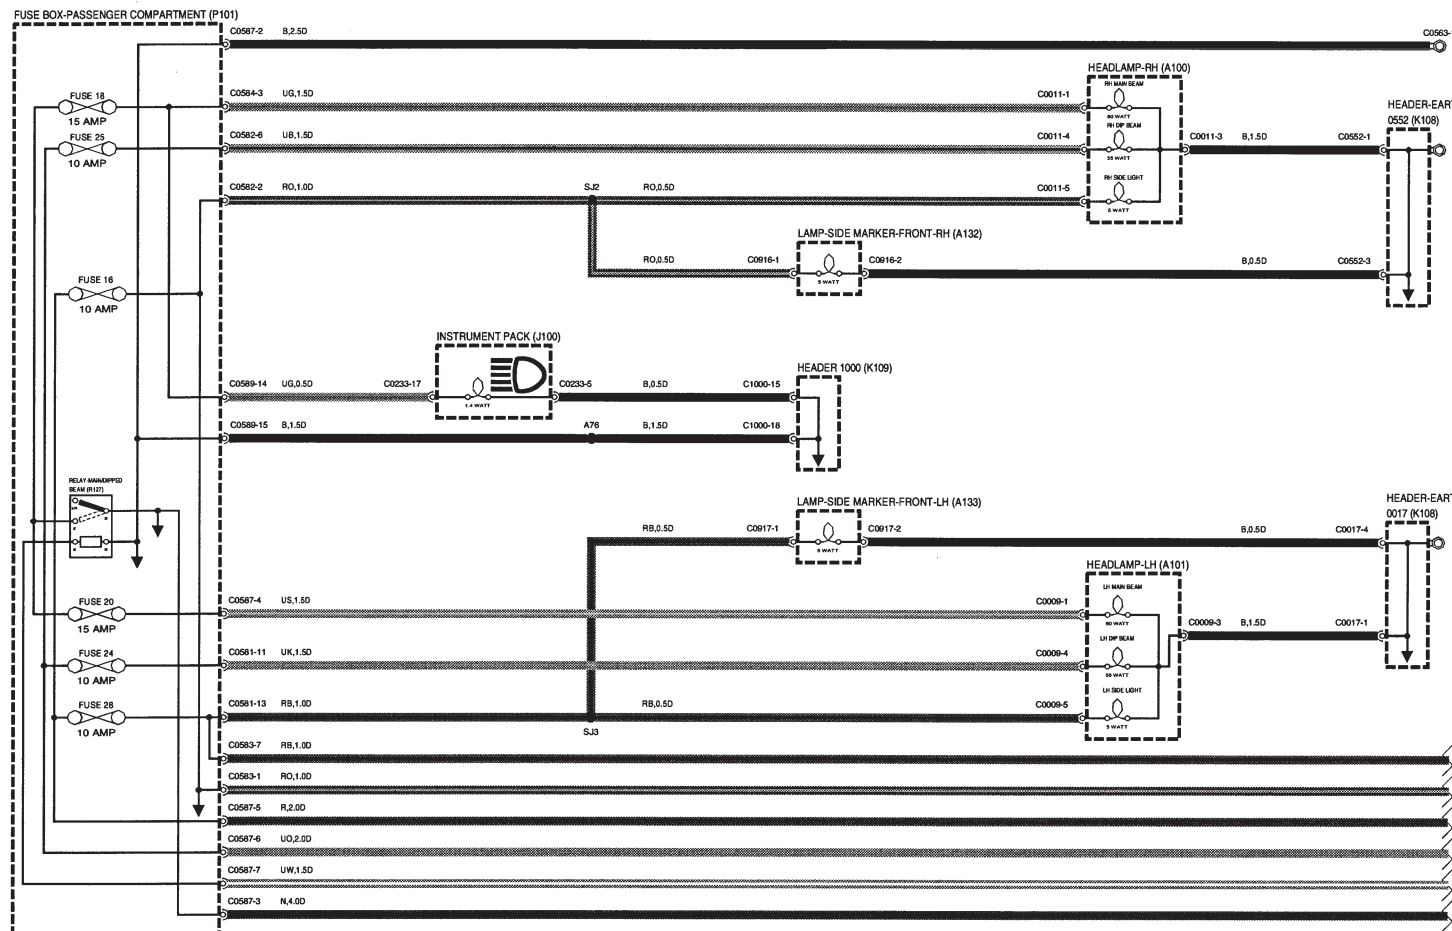 FUSE BOX-PASSENGER COMPARTMENT (P101)
C0587-2 B,2.5D C0563-
HEADLAMP-RH (A100)
FUSE 18
15 AMP
C0584-3 UG,1.5D C0011-1
RH MAIN BEAM
60 WATT
HEADER-EAR
0552 (K108)
FUSE 25
10 AMP
C0582-6 UB,1.5D C0011-4
RH DIP BEAM
55 WATT
C0011-3 B,1.5D C0552-1
C0582-2 RO,1.0D SJ2 RO,0.5D C0011-5
RH SIDE LIGHT
5 WATT
LAMP-SIDE MARKER-FRONT-RH (A132)
RO,0.5D C0916-1 C0916-2 B,0.5D C0552-3
5 WATT
FUSE 16
10 AMP
INSTRUMENT PACK (J100)
HEADER 1000 (K109)
C0589-14 UG,0.5D C0233-17 C0233-5 B,0.5D C1000-15
1.4 WATT
C0589-15 B,1.5D A76 B,1.5D C1000-18
RELAY-MAIN/DIPPED
BEAM (R127)
LAMP-SIDE MARKER-FRONT-LH (A133)
HEADER-EAR
0017 (K108)
RB,0.5D C0917-1 C0917-2 B,0.5D C0017-4
5 WATT
HEADLAMP-LH (A101)
FUSE 20
15 AMP
C0587-4 US,1.5D C0009-1
LH MAIN BEAM
60 WATT
C0009-3 B,1.5D C0017-1
FUSE 24
10 AMP
C0581-11 UK,1.5D C0009-4
LH DIP BEAM
FUSE 28
10 AMP
C0581-13 RB,1.0D RB,0.5D C0009-5
LH SIDE LIGHT
5 WATT
SJ3
C0583-7 RB,1.0D
C0583-1 RO,1.0D
C0587-5 R,2.0D
C0587-6 UO,2.0D
C0587-7 UW,1.5D
C0587-3 N,4.0D